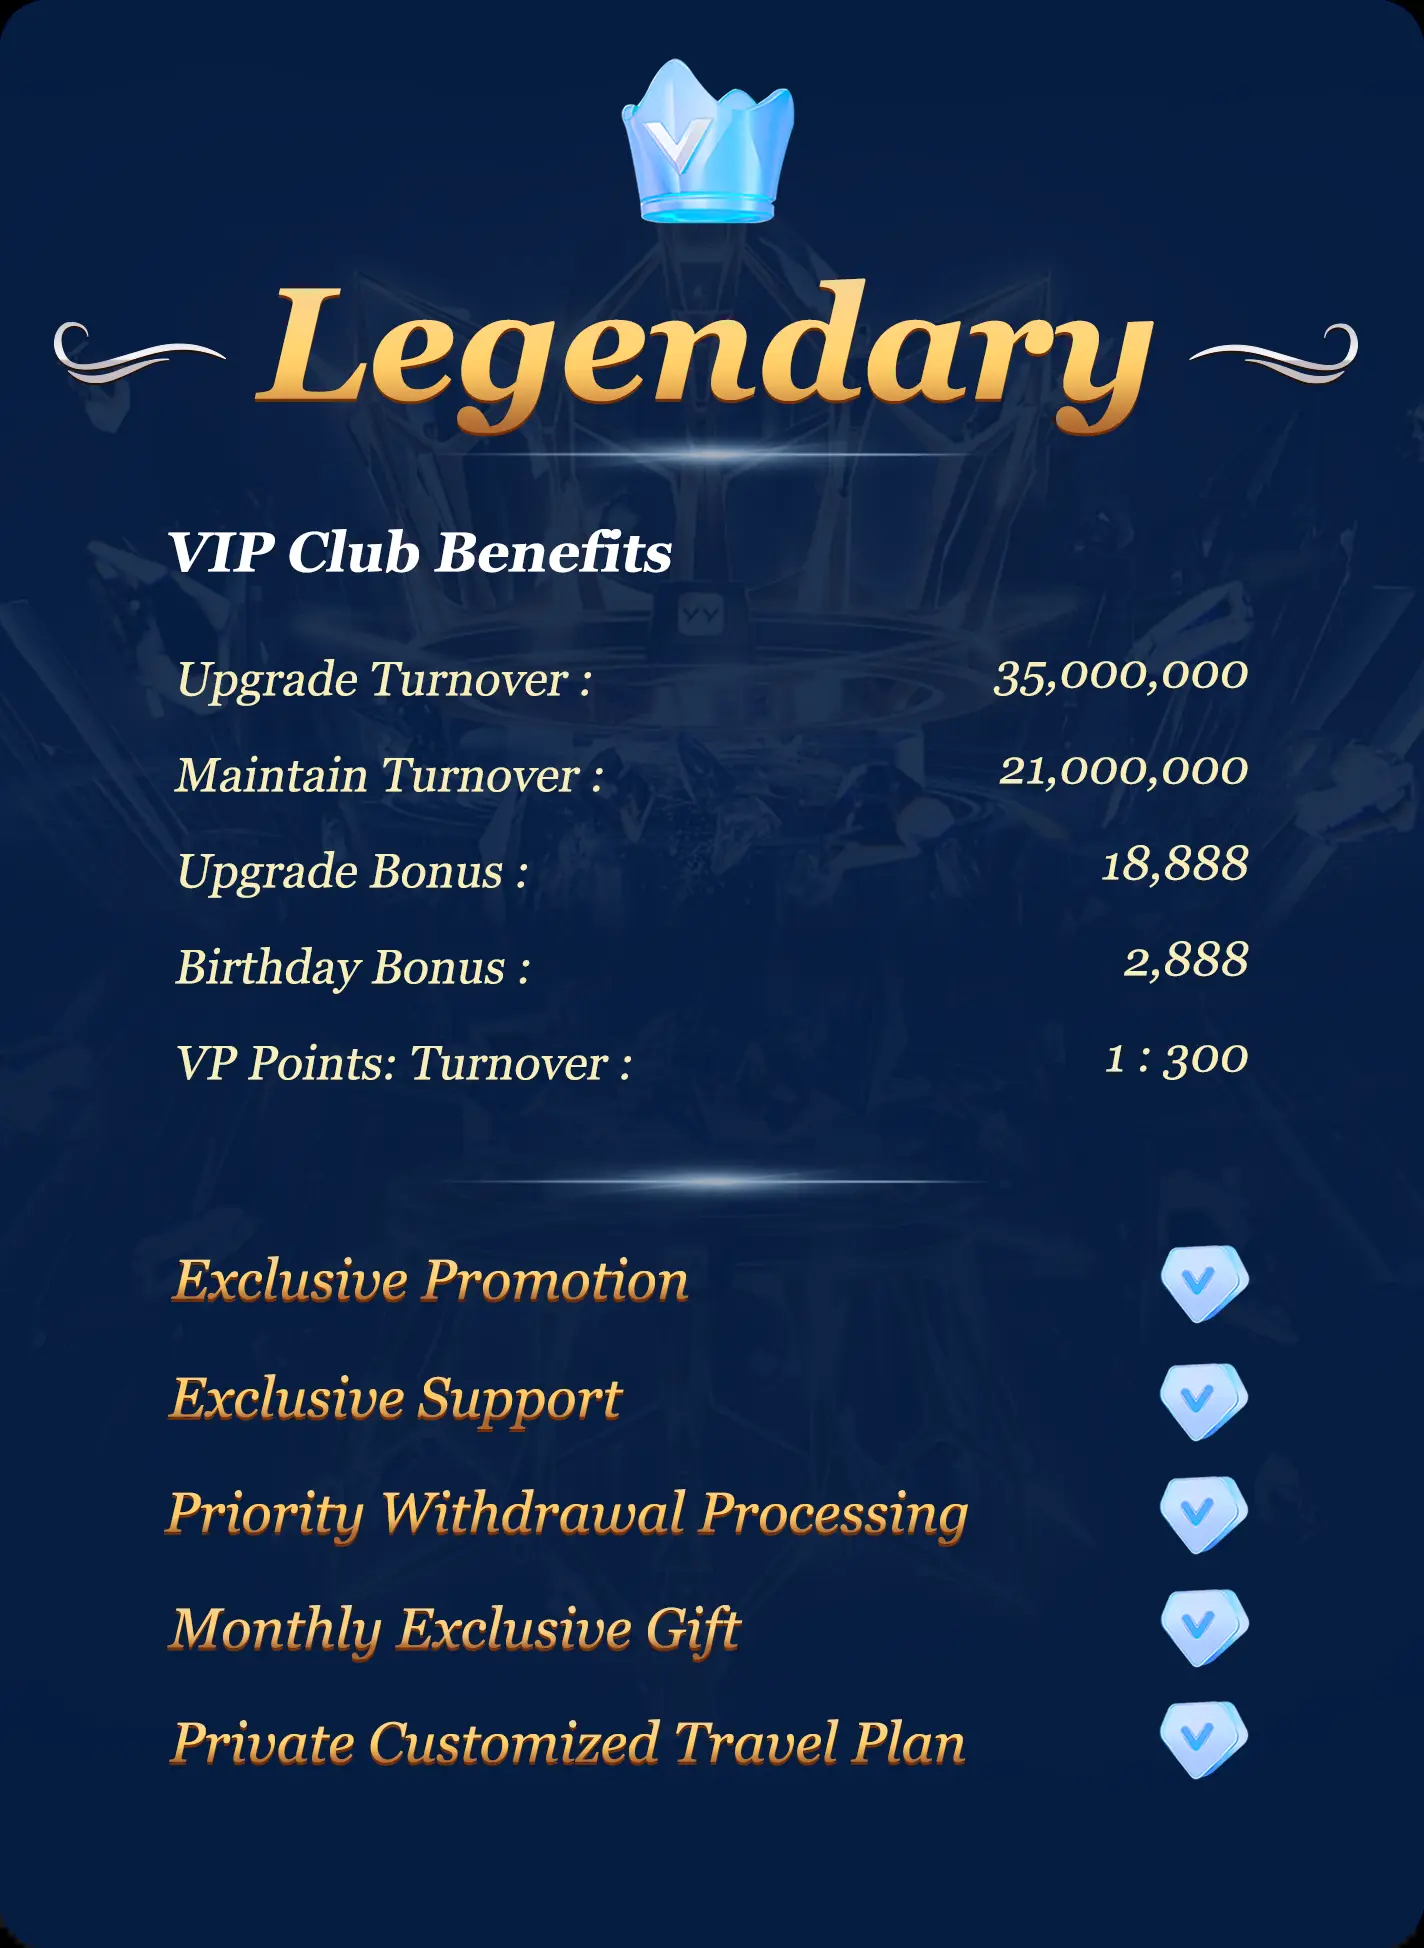 V
Legendary
VIP Club Benefits
Upgrade Turnover : 35,000,000
Maintain Turnover : 21,000,000
Upgrade Bonus : 18,888
Birthday Bonus : 2,888
VP Points: Turnover : 1 : 300
Exclusive Promotion
Exclusive Support
Priority Withdrawal Processing
Monthly Exclusive Gift
Private Customized Travel Plan